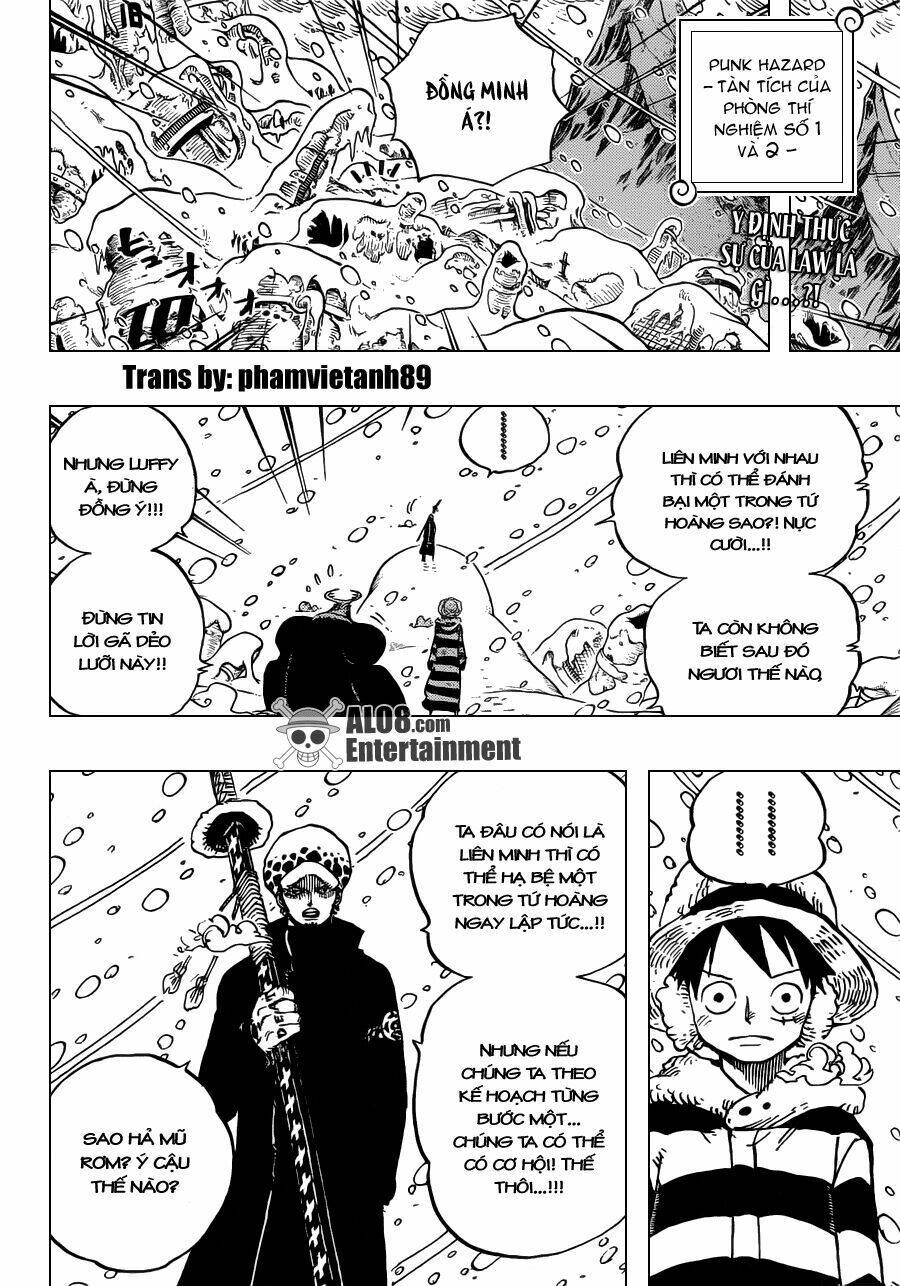 ĐỒNG MINH
Á?!
PUNK HAZARD
- TÀN TÍCH CỦA
PHÒNG THÍ
NGHIỆM SỐ 1
VÀ 2 -
Ý ĐỊNH THỰC
SỰ CỦA LAW LÀ
GÌ . . .?!
Trans by: phamvietanh89
LIÊN MINH VỚI NHAU
THÌ CÓ THỂ ĐÁNH
BẠI MỘT TRONG TỨ
HOÀNG SAO?! NỰC
CƯỜI...!!
TA CÒN KHÔNG
BIẾT SAU ĐÓ
NGƯƠI THẾ NÀO,
NHƯNG LUFFY
À, ĐỪNG
ĐỒNG Ý!!!
ĐỪNG TIN
LỜI GÃ DẺO
LƯỠI NÀY!!
ALO8.com
Entertainment
TA ĐÂU CÓ NÓI LÀ
LIÊN MINH THÌ CÓ
THỂ HẠ BỆ MỘT
TRONG TỨ HOÀNG
NGAY LẬP TỨC...!!
NHƯNG NẾU
CHÚNG TA THEO
KẾ HOẠCH TỪNG
BƯỚC MỘT...
CHÚNG TA CÓ THỂ
CÓ CƠ HỘI! THẾ
THÔI...!!!
SAO HẢ MŨ
RƠM? Ý CẬU
THẾ NÀO?